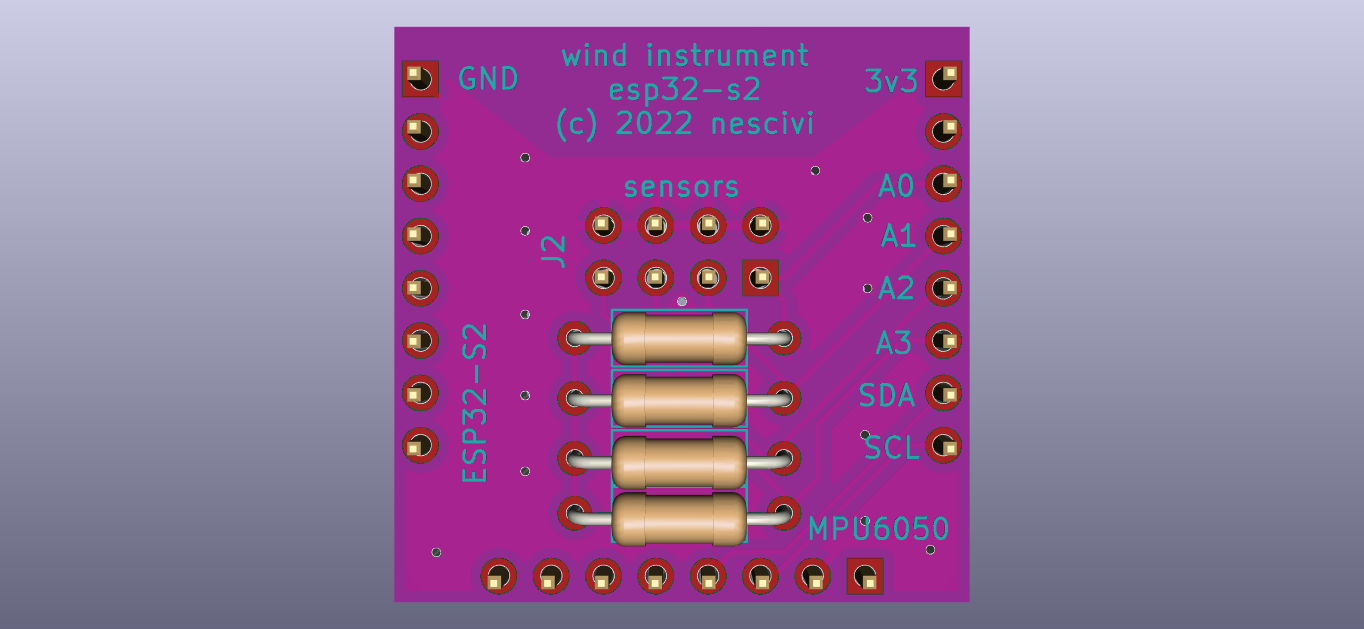 wind instrument
esp32-s2
(c) 2022 nescivi
GND
3v3
sensors
A0
J2
A1
A2
A3
ESP32-S2
SDA
SCL
MPU6050